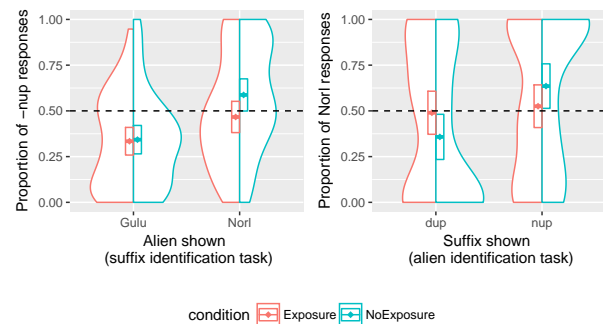 Proportion of −nup responses
1.00
0.75
0.50
0.25
0.00
Gulu
Norl
Alien shown
(suffix identification task)
Proportion of Norl responses
1.00
0.75
0.50
0.25
0.00
dup
nup
Suffix shown
(alien identification task)
condition Exposure NoExposure